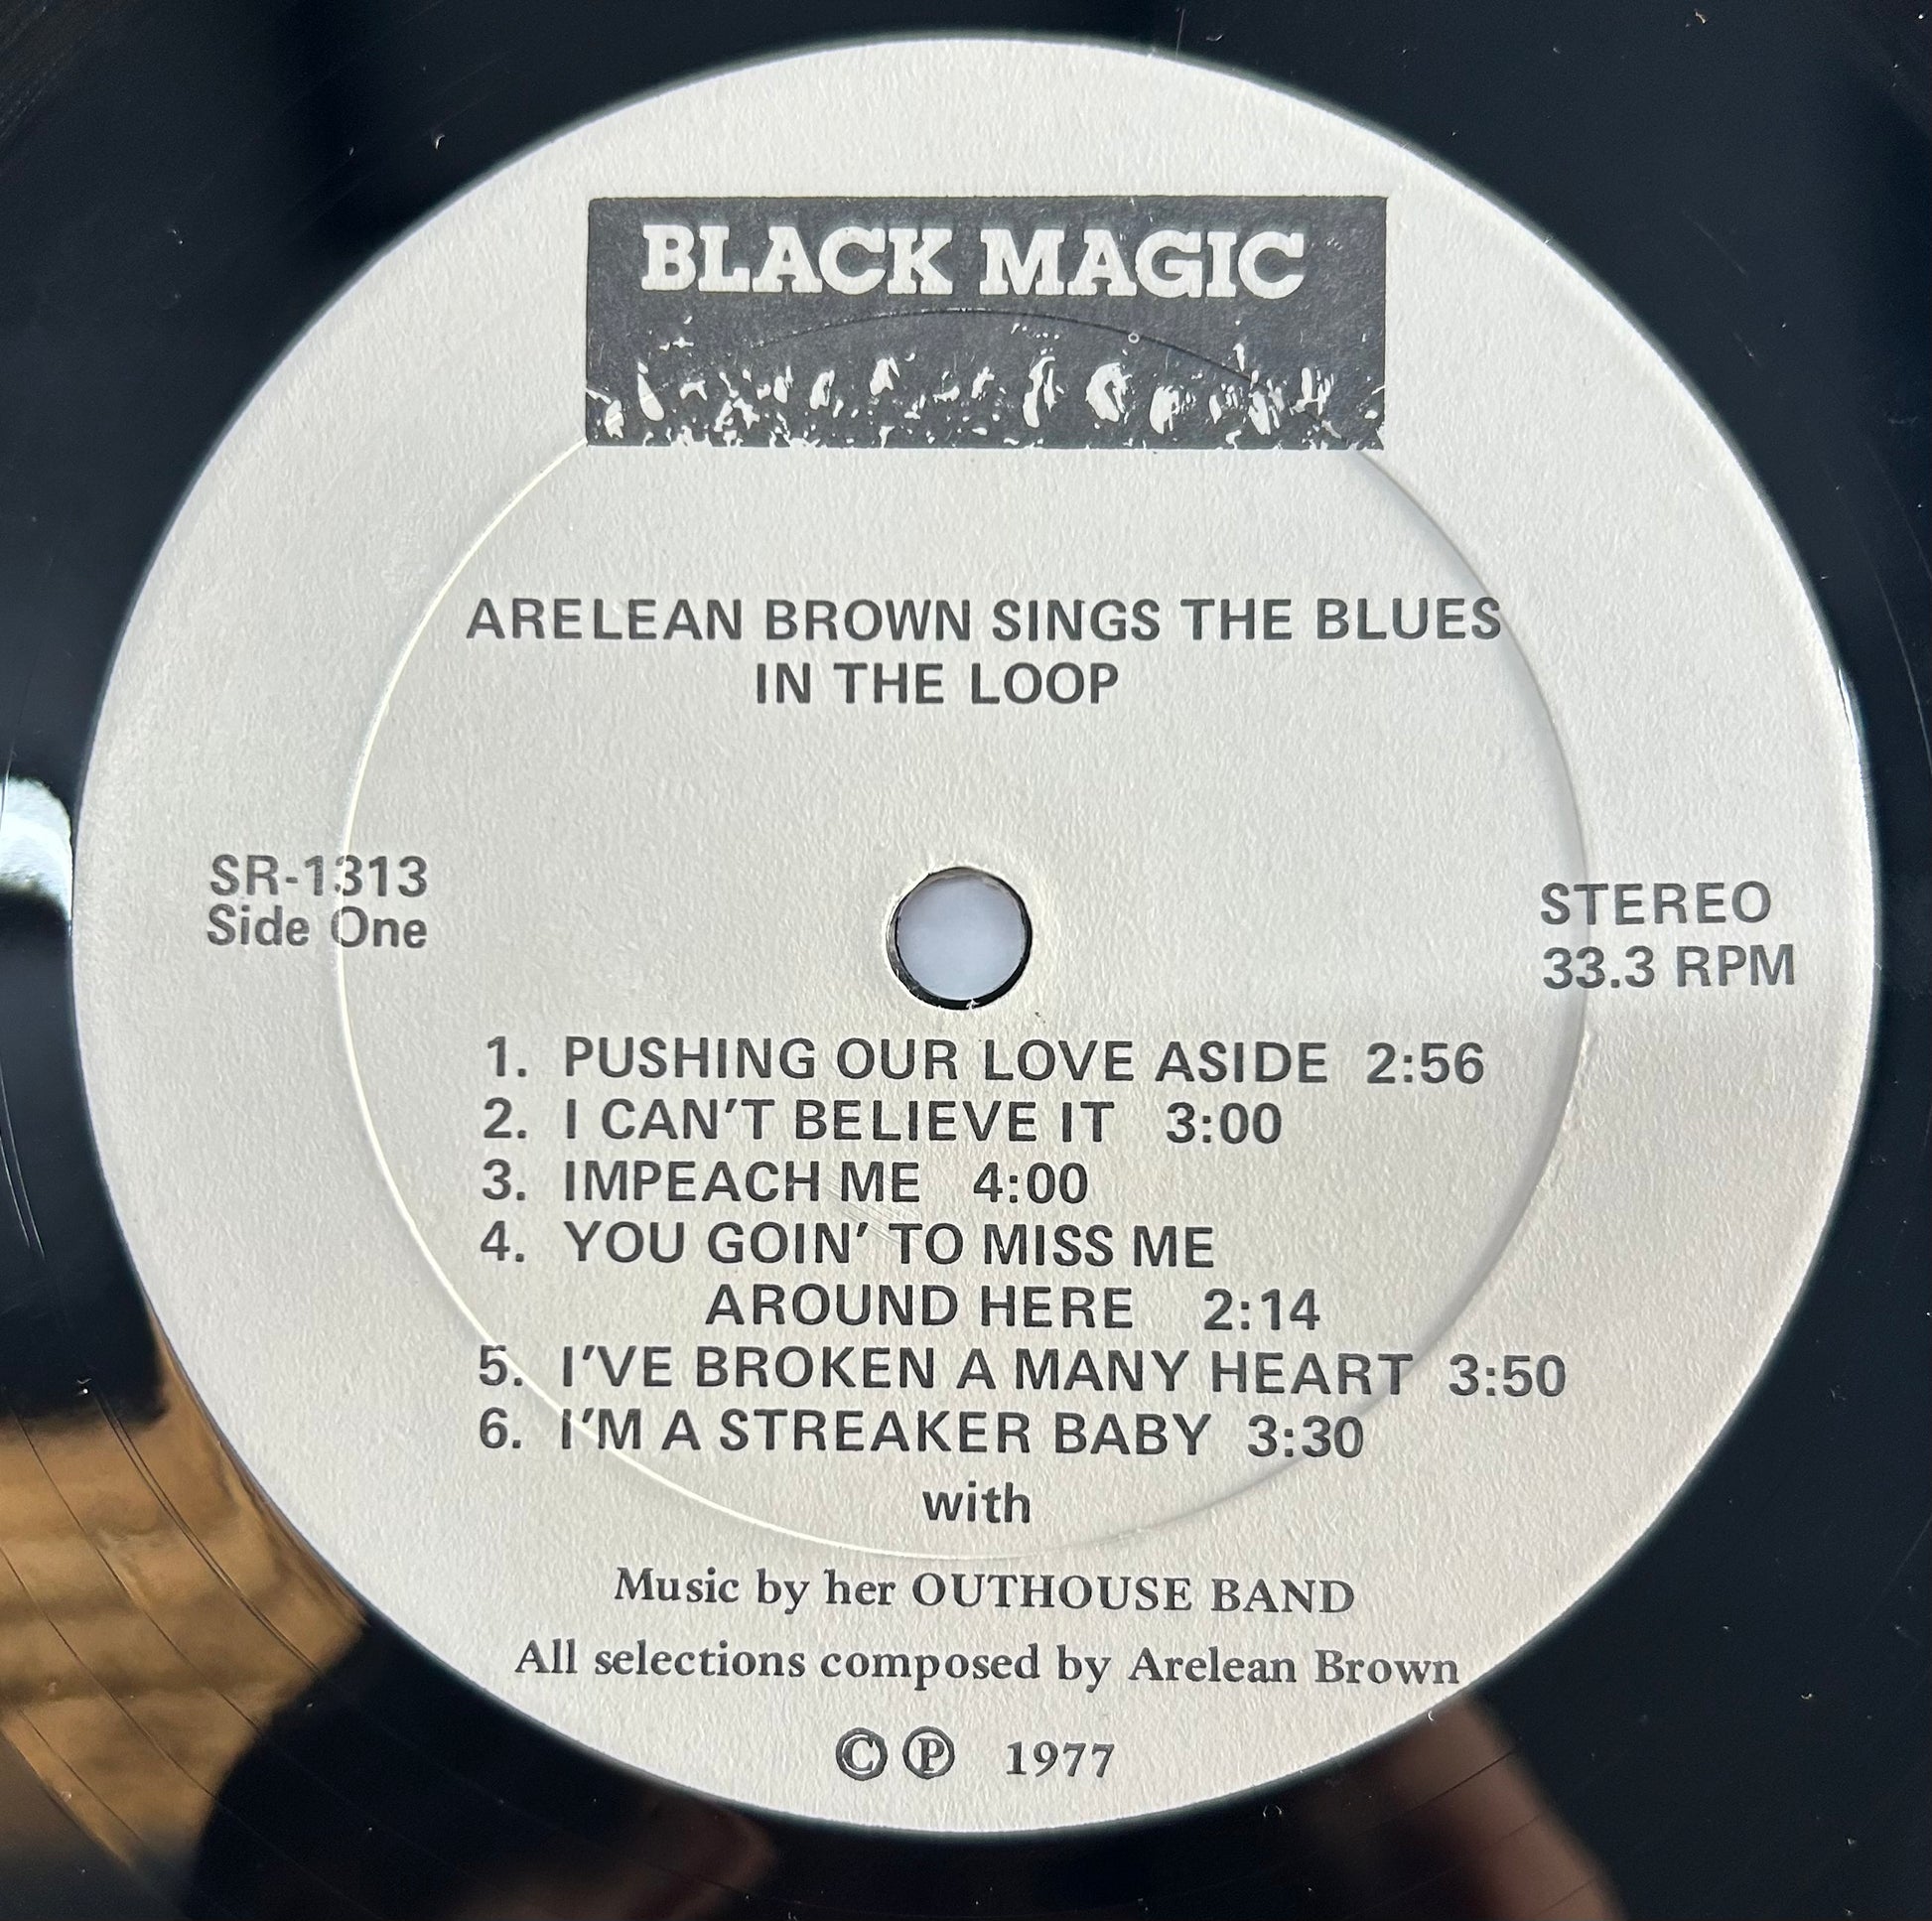 BLACK MAGIC
ARELEAN BROWN SINGS THE BLUES
IN THE LOOP
SR-1313
Side One
STEREO
33.3 RPM
1. PUSHING OUR LOVE ASIDE 2:56
2. I CAN'T BELIEVE IT 3:00
3. IMPEACH ME 4:00
4. YOU GOIN' TO MISS ME
AROUND HERE 2:14
5. I'VE BROKEN A MANY HEART 3:50
6. I'M A STREAKER BABY 3:30
with
Music by her OUTHOUSE BAND
All selections composed by Arelean Brown
© ℗ 1977